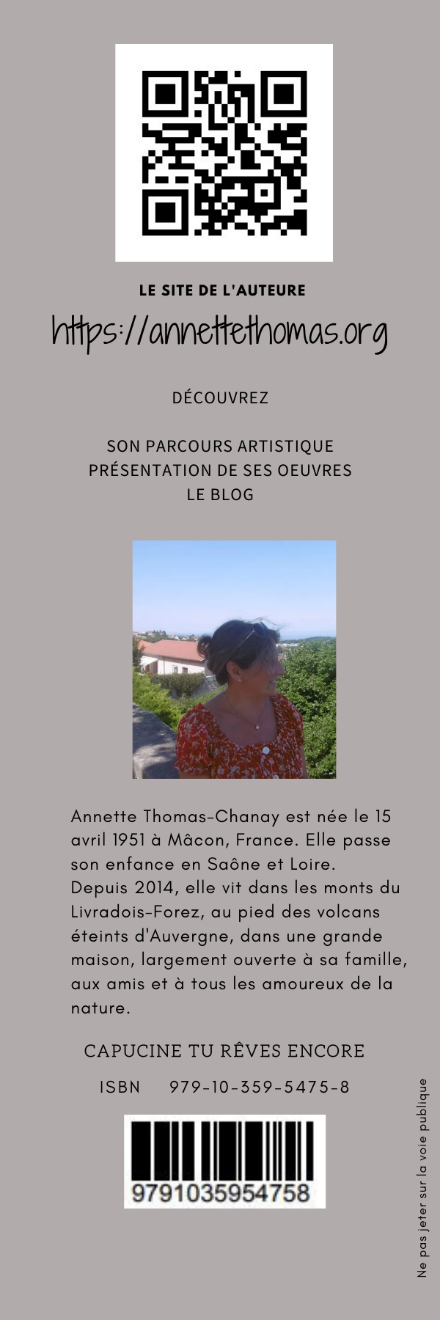 LE SITE DE L'AUTEURE
https://annettethomas.org
DÉCOUVREZ
SON PARCOURS ARTISTIQUE
PRÉSENTATION DE SES OEUVRES
LE BLOG
Annette Thomas-Chanay est née le 15
avril 1951 à Mâcon, France. Elle passe
son enfance en Saône et Loire.
Depuis 2014, elle vit dans les monts du
Livradois-Forez, au pied des volcans
éteints d'Auvergne, dans une grande
maison, largement ouverte à sa famille,
aux amis et à tous les amoureux de la
nature.
CAPUCINE TU RÊVES ENCORE
ISBN 979-10-359-5475-8
9791035954758
Ne pas jeter sur la voie publique